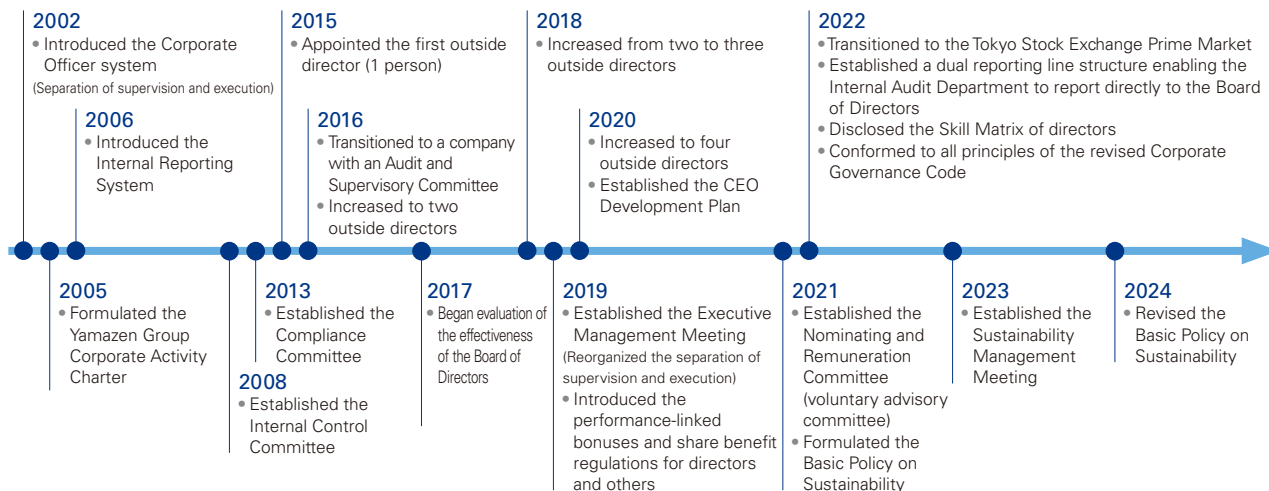 2002
• Introduced the Corporate
Officer system
(Separation of supervision and execution)
2006
• Introduced the
Internal Reporting
System
2015
• Appointed the first outside
director (1 person)
2016
• Transitioned to a company
with an Audit and
Supervisory Committee
• Increased to two
outside directors
2018
• Increased from two to three
outside directors
2020
• Increased to four
outside directors
• Established the CEO
Development Plan
2022
• Transitioned to the Tokyo Stock Exchange Prime Market
• Established a dual reporting line structure enabling the
Internal Audit Department to report directly to the Board
of Directors
• Disclosed the Skill Matrix of directors
• Conformed to all principles of the revised Corporate
Governance Code
2005
• Formulated the
Yamazen Group
Corporate Activity
Charter
2008
• Established the
Internal Control
Committee
2013
• Established the
Compliance
Committee
2017
• Began evaluation of
the effectiveness
of the Board of
Directors
2019
• Established the Executive
Management Meeting
(Reorganized the separation of
supervision and execution)
• Introduced the
performance-linked
bonuses and share benefit
regulations for directors
and others
2021
• Established the
Nominating and
Remuneration
Committee
(voluntary advisory
committee)
• Formulated the
Basic Policy on
Sustainability
2023
• Established the
Sustainability
Management
Meeting
2024
• Revised the
Basic Policy on
Sustainability